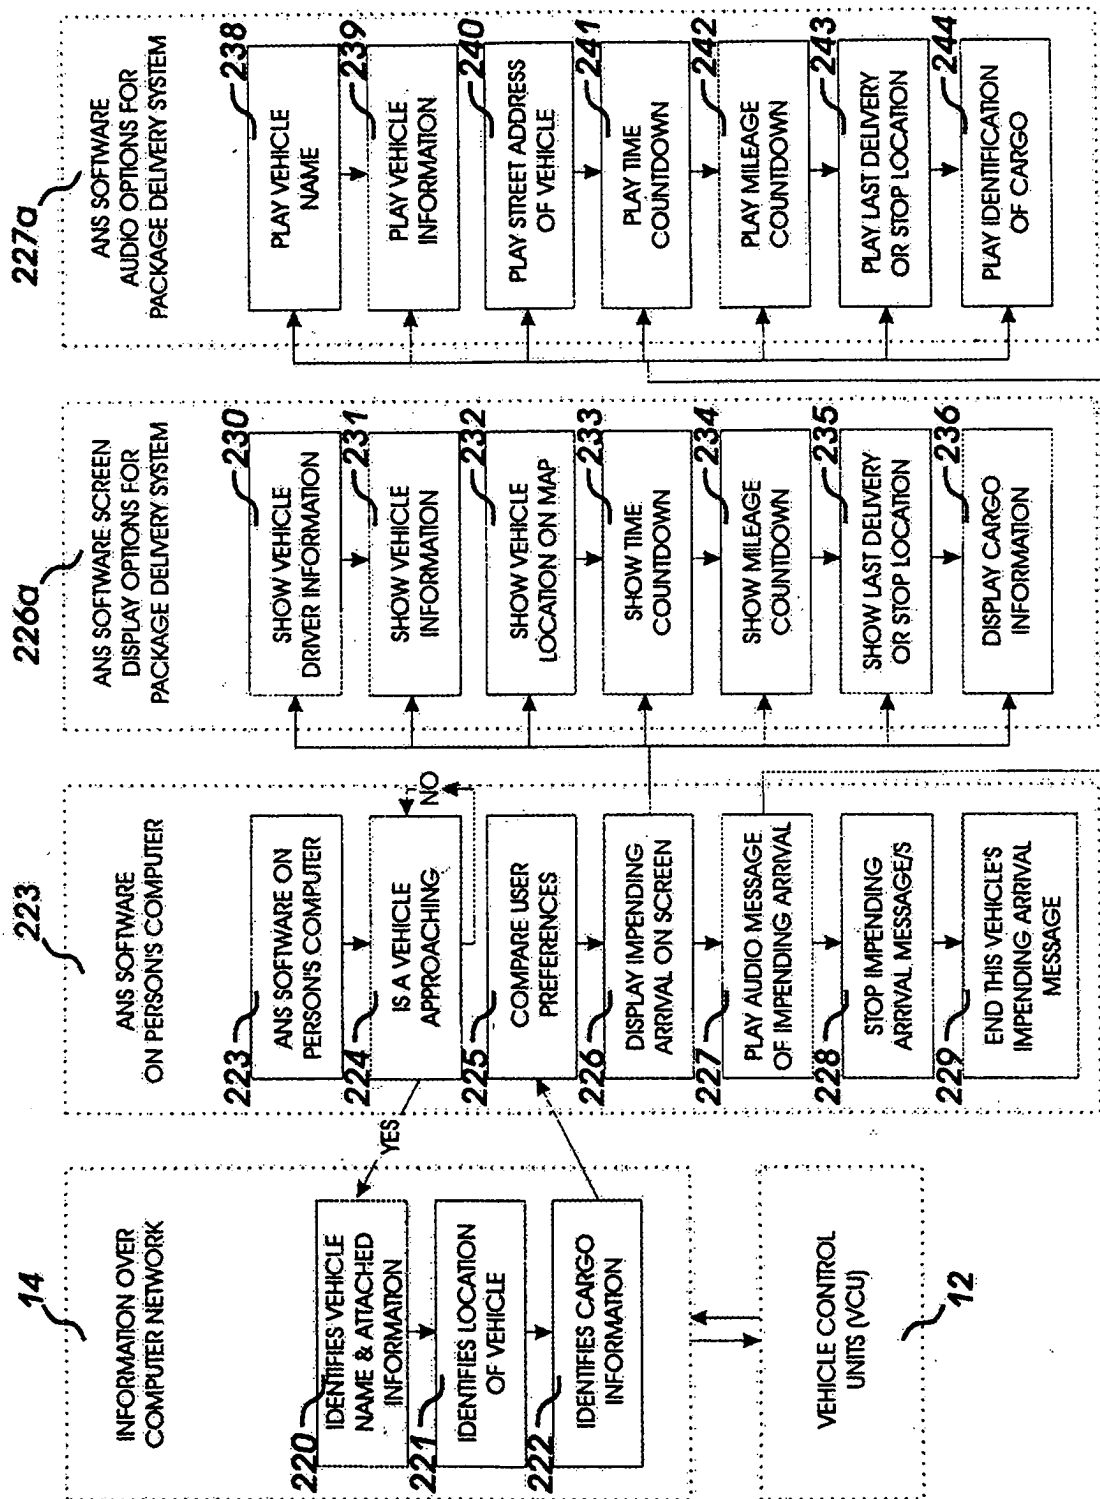 14
INFORMATION OVER
COMPUTER NETWORK
220
IDENTIFIES VEHICLE
NAME & ATTACHED
INFORMATION
221
IDENTIFIES LOCATION
OF VEHICLE
222
IDENTIFIES CARGO
INFORMATION
VEHICLE CONTROL
UNITS (VCU)
12
YES
223
ANS SOFTWARE
ON PERSON'S COMPUTER
223
ANS SOFTWARE ON
PERSON'S COMPUTER
224
IS A VEHICLE
APPROACHING
NO
225
COMPARE USER
PREFERENCES
226
DISPLAY IMPENDING
ARRIVAL ON SCREEN
227
PLAY AUDIO MESSAGE
OF IMPENDING ARRIVAL
228
STOP IMPENDING
ARRIVAL MESSAGE/S
229
END THIS VEHICLE'S
IMPENDING ARRIVAL
MESSAGE
226a
ANS SOFTWARE SCREEN
DISPLAY OPTIONS FOR
PACKAGE DELIVERY SYSTEM
230
SHOW VEHICLE
DRIVER INFORMATION
231
SHOW VEHICLE
INFORMATION
232
SHOW VEHICLE
LOCATION ON MAP
233
SHOW TIME
COUNTDOWN
234
SHOW MILEAGE
COUNTDOWN
235
SHOW LAST DELIVERY
OR STOP LOCATION
236
DISPLAY CARGO
INFORMATION
227a
ANS SOFTWARE
AUDIO OPTIONS FOR
PACKAGE DELIVERY SYSTEM
238
PLAY VEHICLE
NAME
239
PLAY VEHICLE
INFORMATION
240
PLAY STREET ADDRESS
OF VEHICLE
241
PLAY TIME
COUNTDOWN
242
PLAY MILEAGE
COUNTDOWN
243
PLAY LAST DELIVERY
OR STOP LOCATION
244
PLAY IDENTIFICATION
OF CARGO